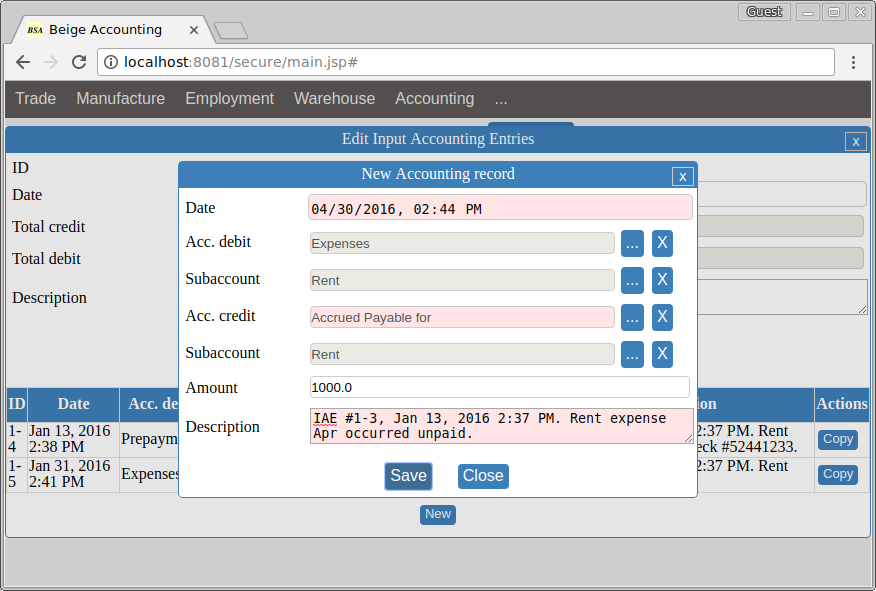 Guest
BSA Beige Accounting
localhost:8081/secure/main.jsp#
Trade Manufacture Employment Warehouse Accounting ...
Edit Input Accounting Entries x
ID
Date
Total credit
Total debit
Description
New Accounting record x
Date 04/30/2016, 02:44 PM
Acc. debit Expenses ... X
Subaccount Rent ... X
Acc. credit Accrued Payable for ... X
Subaccount Rent ... X
Amount 1000.0
Description IAE #1-3, Jan 13, 2016 2:37 PM. Rent expense
Apr occurred unpaid.
Save Close
ID Date Acc. de ion Actions
1- Jan 13, 2016 Prepaym 2:37 PM. Rent Copy
4 2:38 PM eck #52441233.
1- Jan 31, 2016 Expenses 2:37 PM. Rent Copy
5 2:41 PM
New